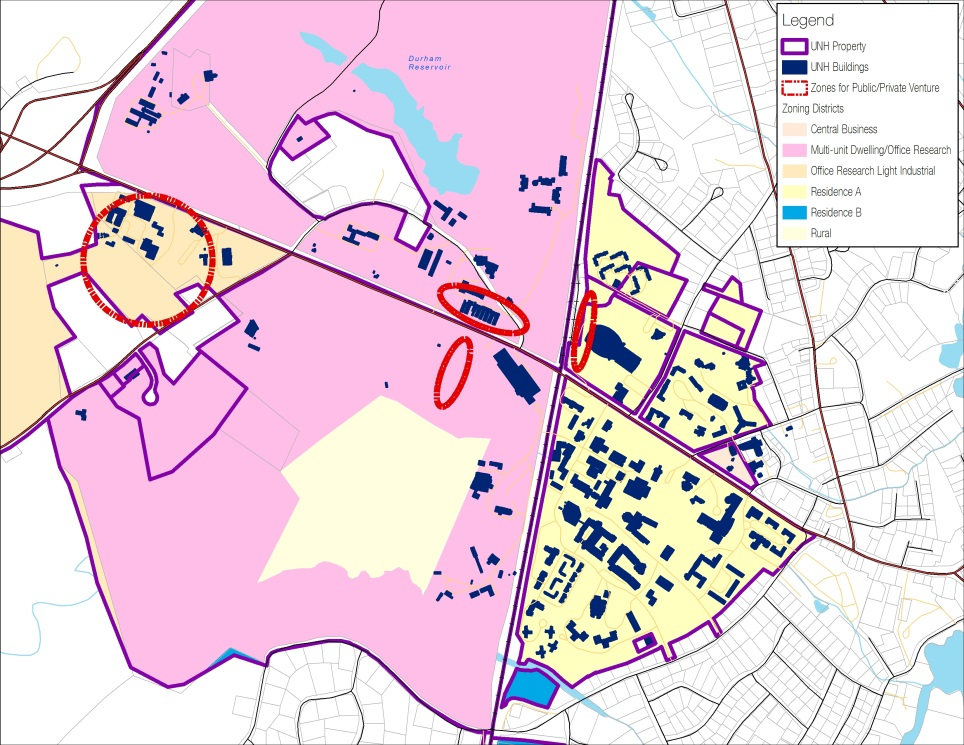 Durham
Reservoir
Legend
UNH Property
UNH Buildings
Zones for Public/Private Venture
Zoning Districts
Central Business
Multi-unit Dwelling/Office Research
Office Research Light Industrial
Residence A
Residence B
Rural